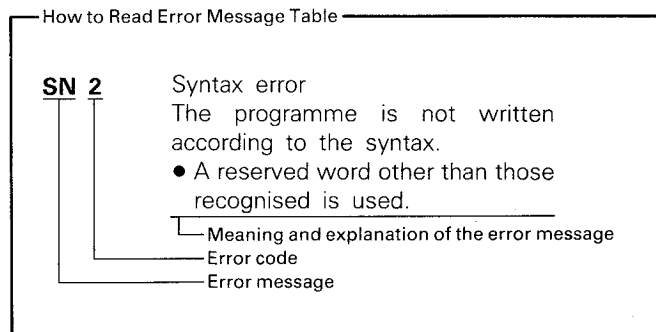 How to Read Error Message Table
SN 2 Syntax error
The programme is not written
according to the syntax.
● A reserved word other than those
recognised is used.
Meaning and explanation of the error message
Error code
Error message